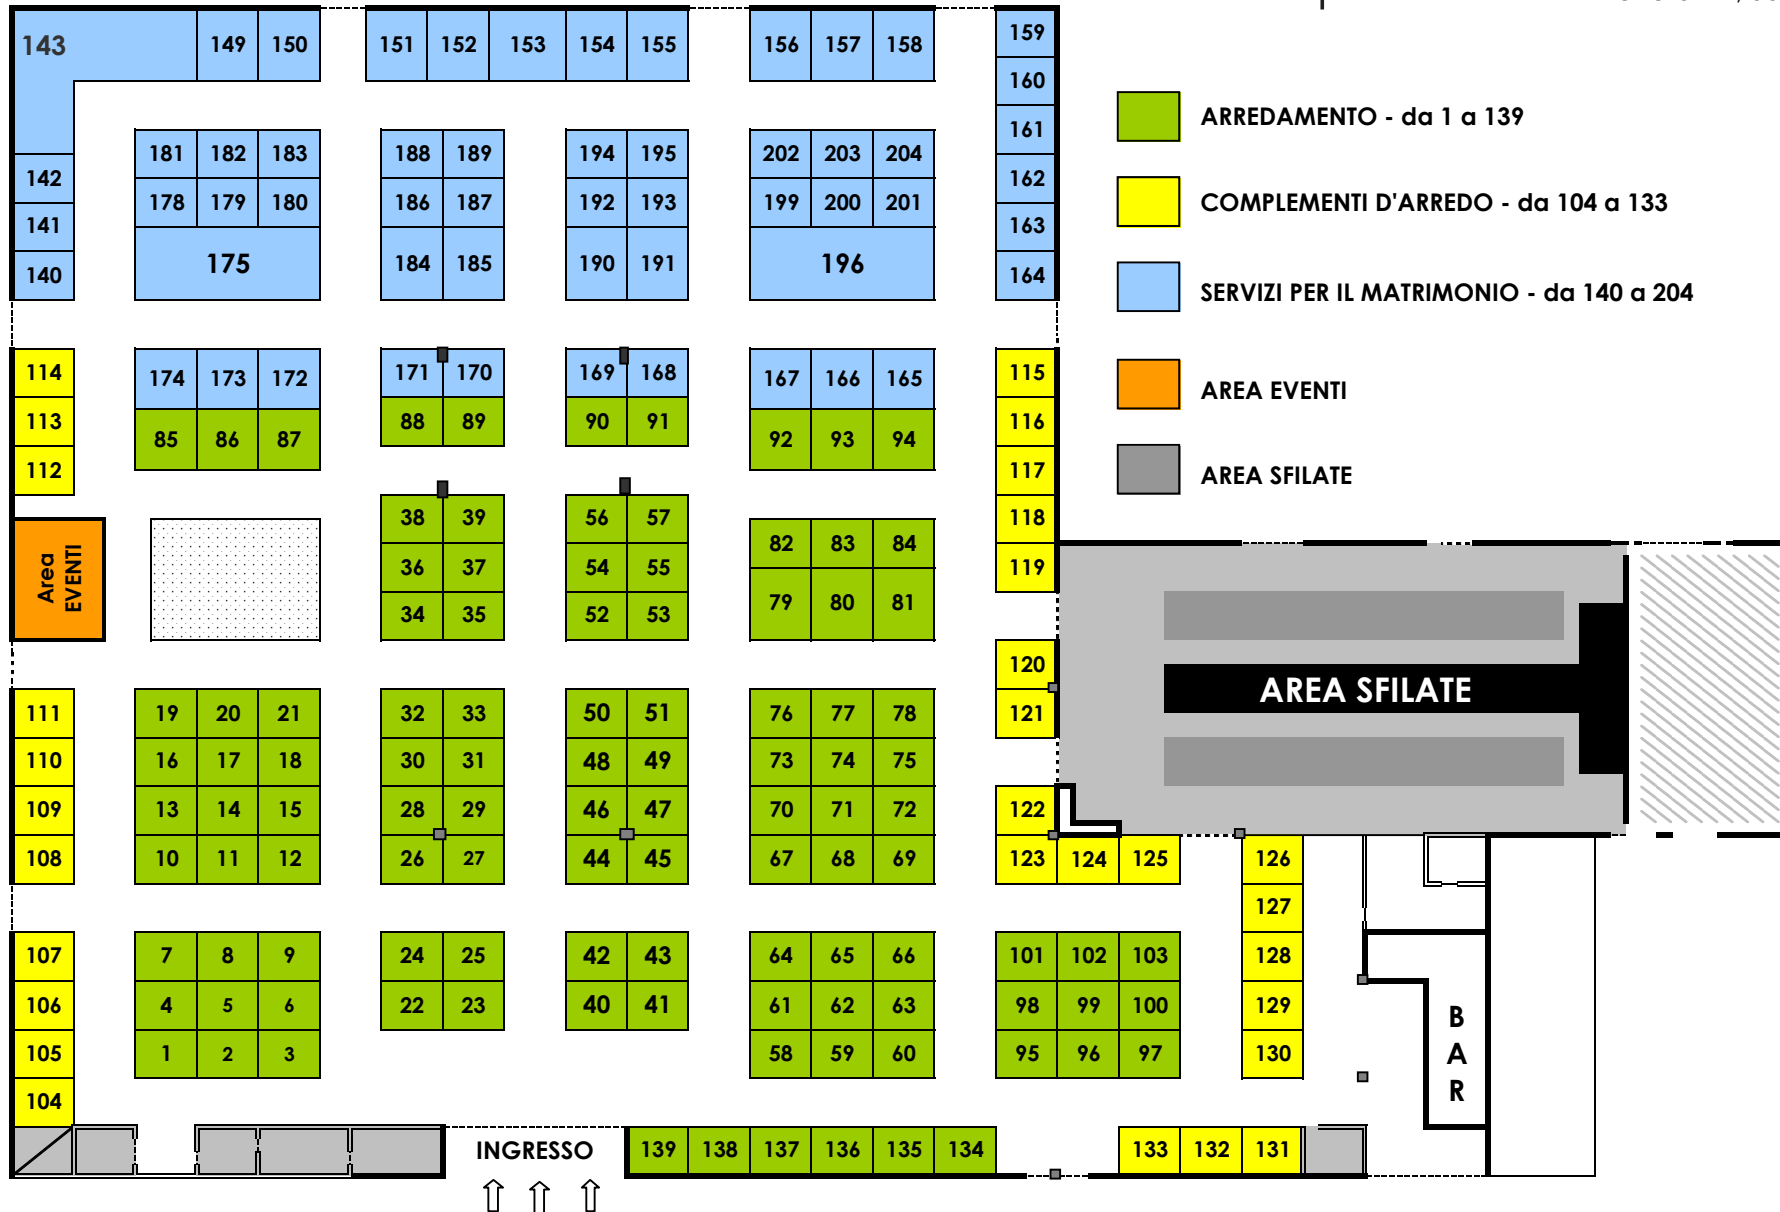 143 149 150 151 152 153 154 155 156 157 158 159
160
161
162
163
164
181 182 183 188 189 194 195 202 203 204
142 178 179 180 186 187 192 193 199 200 201
141
140 175 184 185 190 191 196
ARREDAMENTO - da 1 a 139
COMPLEMENTI D'ARREDO - da 104 a 133
SERVIZI PER IL MATRIMONIO - da 140 a 204
AREA EVENTI
AREA SFILATE
114 174 173 172 171 170 169 168 167 166 165 115
113 85 86 87 88 89 90 91 92 93 94 116
112 117
38 39 56 57 118
82 83 84
36 37 54 55 119
Area
EVENTI
34 35 52 53 79 80 81
120
AREA SFILATE
111 19 20 21 32 33 50 51 76 77 78 121
110 16 17 18 30 31 48 49 73 74 75
109 13 14 15 28 29 46 47 70 71 72 122
108 10 11 12 26 27 44 45 67 68 69 123 124 125 126
127
107 7 8 9 24 25 42 43 64 65 66 101 102 103 128
106 4 5 6 22 23 40 41 61 62 63 98 99 100 129
105 1 2 3 58 59 60 95 96 97 130
104
B
A
R
INGRESSO 139 138 137 136 135 134 133 132 131